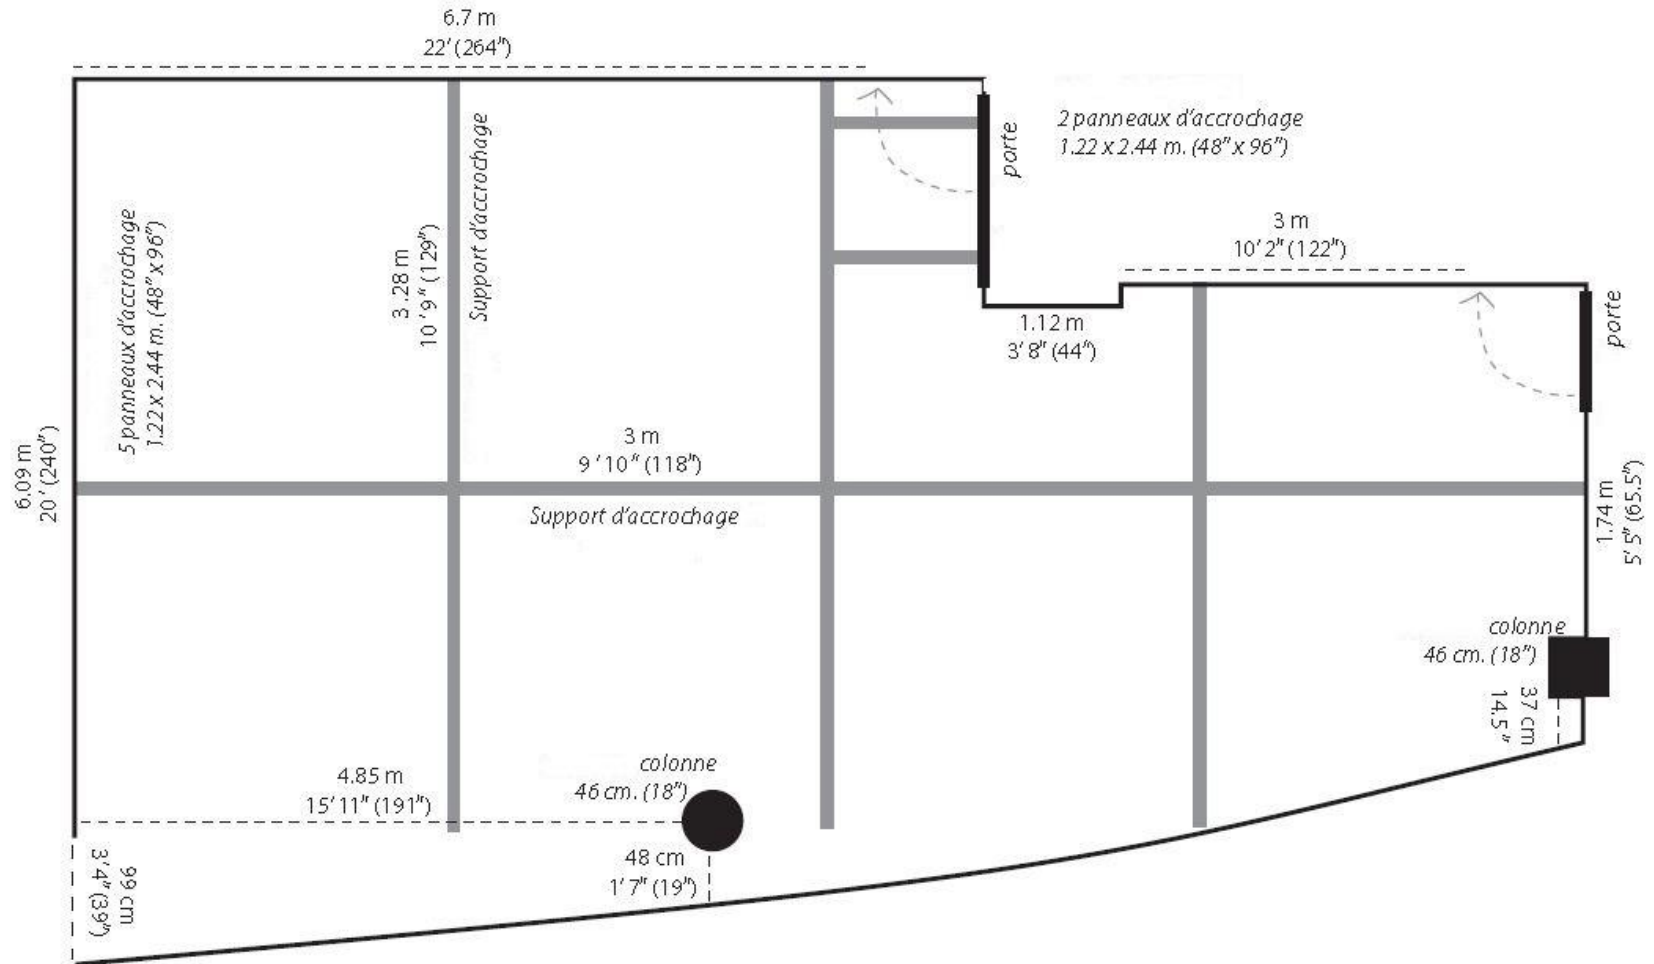 6.7 m
22' (264")
2 panneaux d'accrochage
1.22 x 2.44 m. (48" x 96")
porte
Support d'accrochage
3 .28 m
10 ' 9 " (129")
5 panneaux d'accrochage
1.22 x 2.44 m. (48" x 96")
3 m
10' 2" (122")
porte
1.12 m
3' 8" (44")
6.09 m
20' (240")
3 m
9 ' 10 " (118")
Support d'accrochage
1.74 m
5' 5" (65.5")
colonne
46 cm. (18")
37 cm
14.5"
colonne
46 cm. (18")
4.85 m
15' 11" (191")
48 cm
1' 7" (19")
99 cm
3' 4" (39")